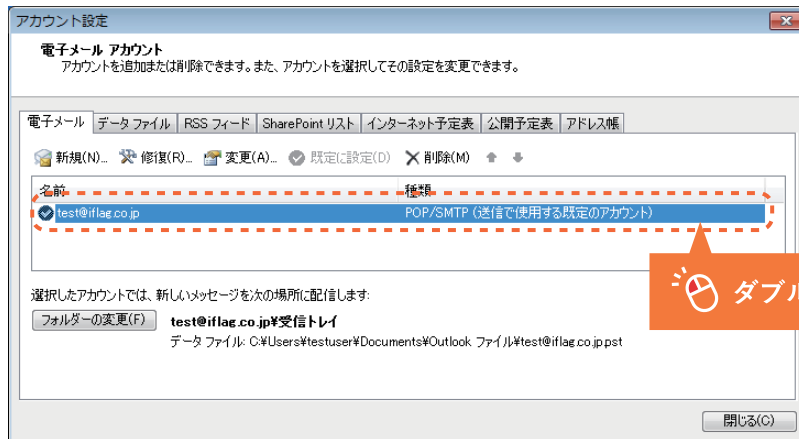 アカウント設定
電子メール アカウント
アカウントを追加または削除できます。また、アカウントを選択してその設定を変更できます。
電子メール データ ファイル RSS フィード SharePoint リスト インターネット予定表 公開予定表 アドレス帳
新規(N)... 修復(R)... 変更(A)... 既定に設定(D) 削除(M)
名前 種類
test@iflag.co.jp POP/SMTP (送信で使用する既定のアカウント)
ダブル
選択したアカウントでは、新しいメッセージを次の場所に配信します:
フォルダーの変更(F) test@iflag.co.jp¥受信トレイ
データ ファイル: C:¥Users¥testuser¥Documents¥Outlook ファイル¥test@iflag.co.jp.pst
閉じる(C)